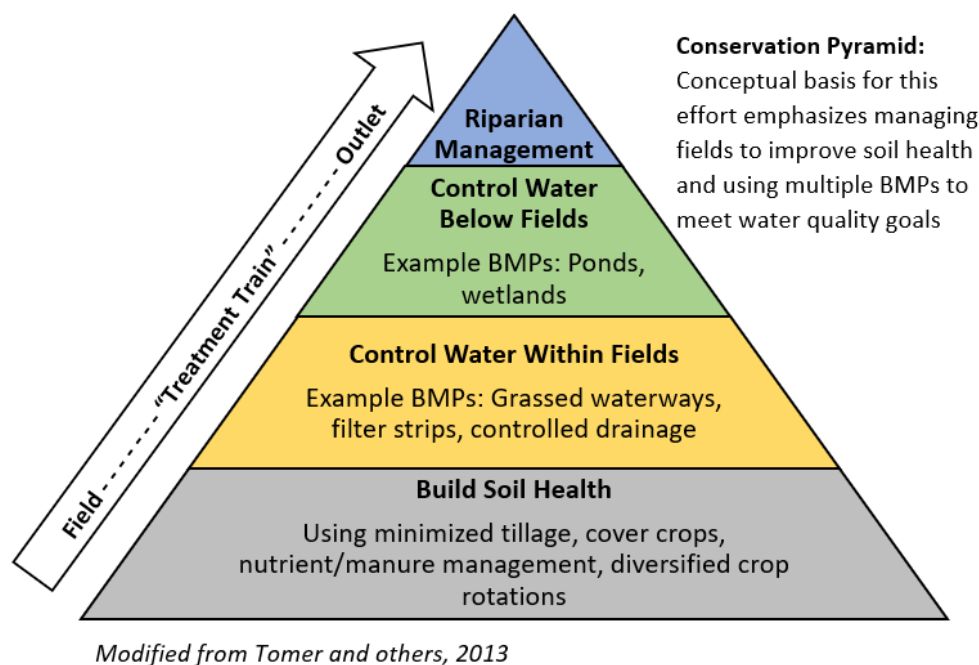 Conservation Pyramid:
Conceptual basis for this
effort emphasizes managing
fields to improve soil health
and using multiple BMPs to
meet water quality goals
Field - - - - - - - "Treatment Train" - - - - - - - Outlet
Riparian
Management
Control Water
Below Fields
Example BMPs: Ponds,
wetlands
Control Water Within Fields
Example BMPs: Grassed waterways,
filter strips, controlled drainage
Build Soil Health
Using minimized tillage, cover crops,
nutrient/manure management, diversified crop
rotations
Modified from Tomer and others, 2013